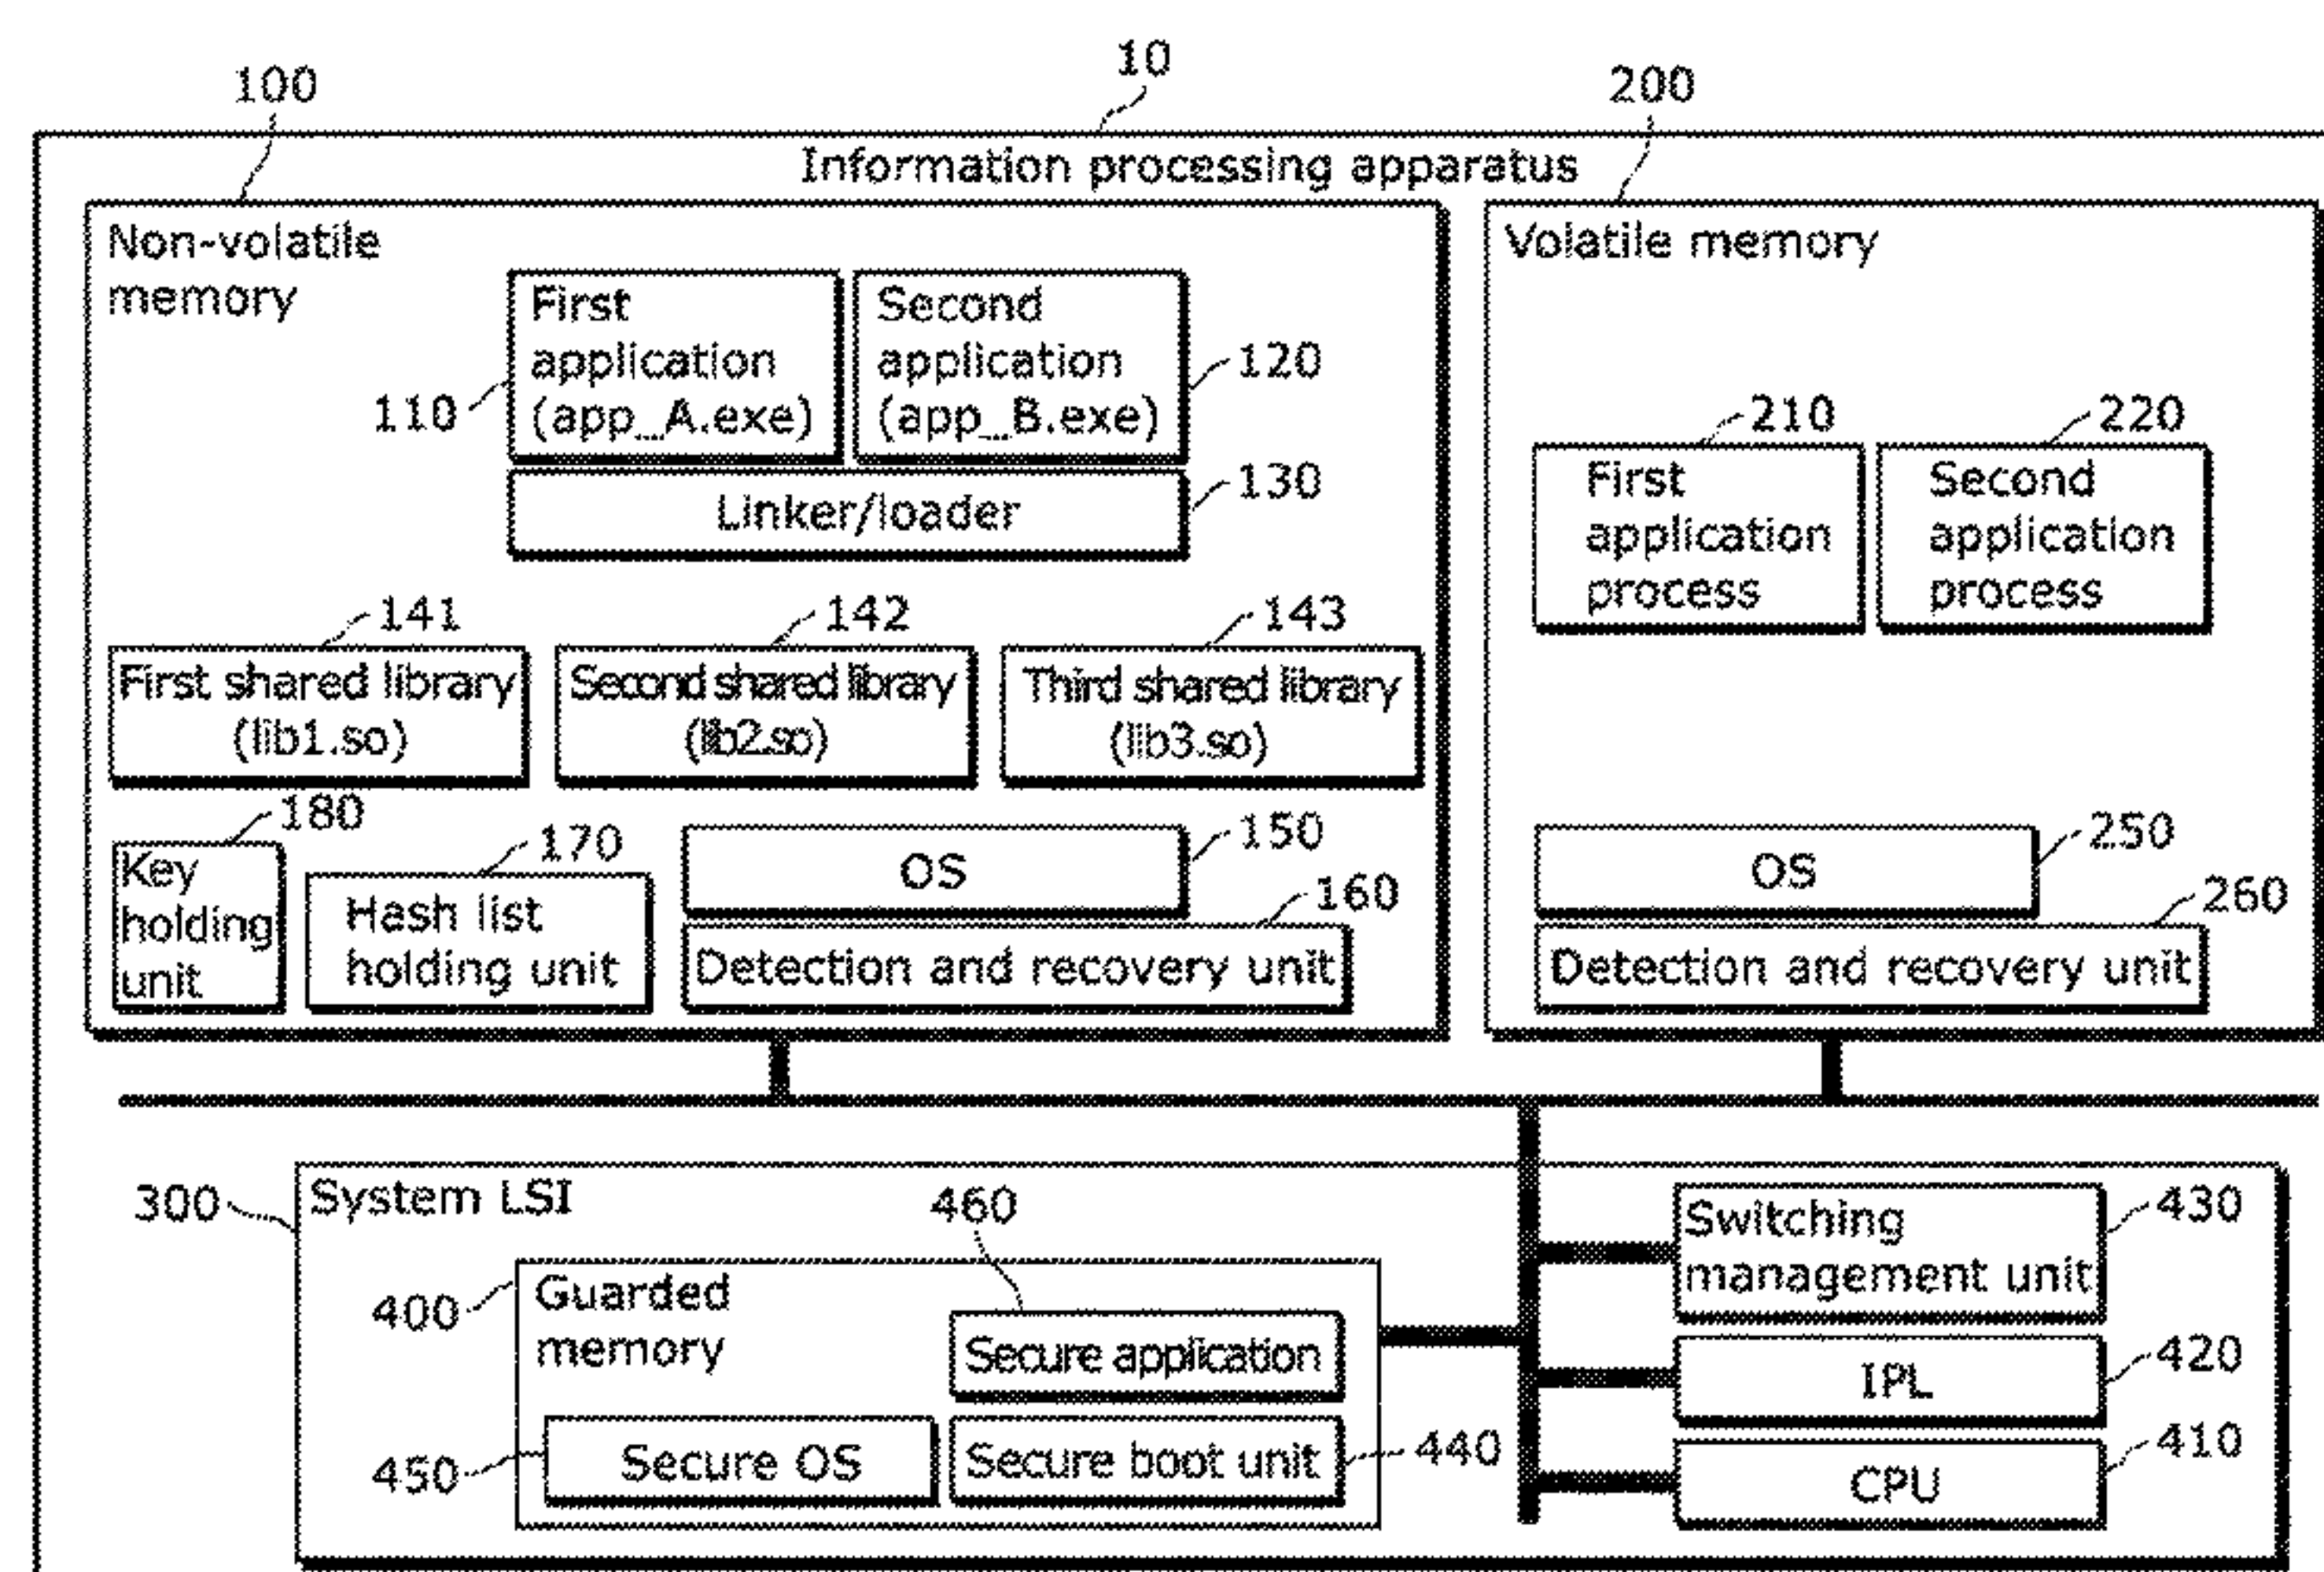 10
100
200
Information processing apparatus
Non-volatile
memory
First
application
(app_A.exe)
110
Second
application
(app_B.exe)
120
Linker/loader
130
141
First shared library
(lib1.so)
142
Second shared library
(lib2.so)
143
Third shared library
(lib3.so)
180
Key
holding
unit
170
Hash list
holding unit
OS
150
160
Detection and recovery unit
Volatile memory
210
First
application
process
220
Second
application
process
OS
250
260
Detection and recovery unit
300
System LSI
400
Guarded
memory
460
Secure application
450
Secure OS
Secure boot unit
440
Switching
management unit
430
IPL
420
CPU
410